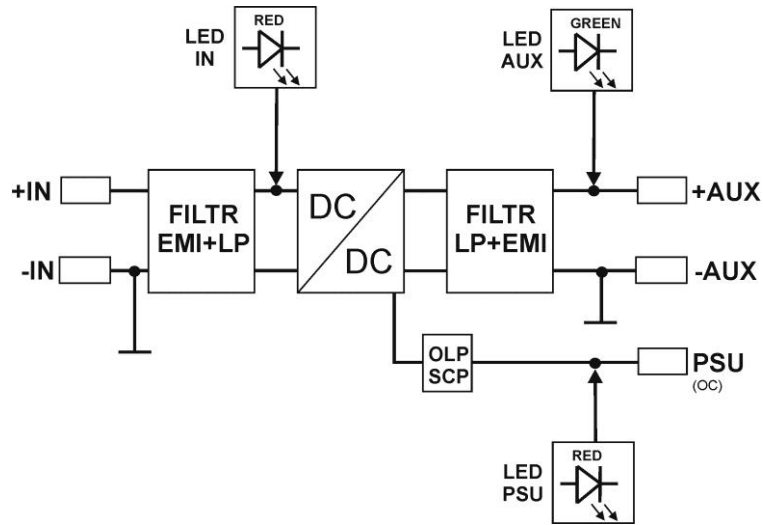 LED
IN
RED
LED
AUX
GREEN
+IN
FILTR
EMI+LP
DC
DC
FILTR
LP+EMI
+AUX
-IN
-AUX
OLP
SCP
PSU
(OC)
LED
PSU
RED